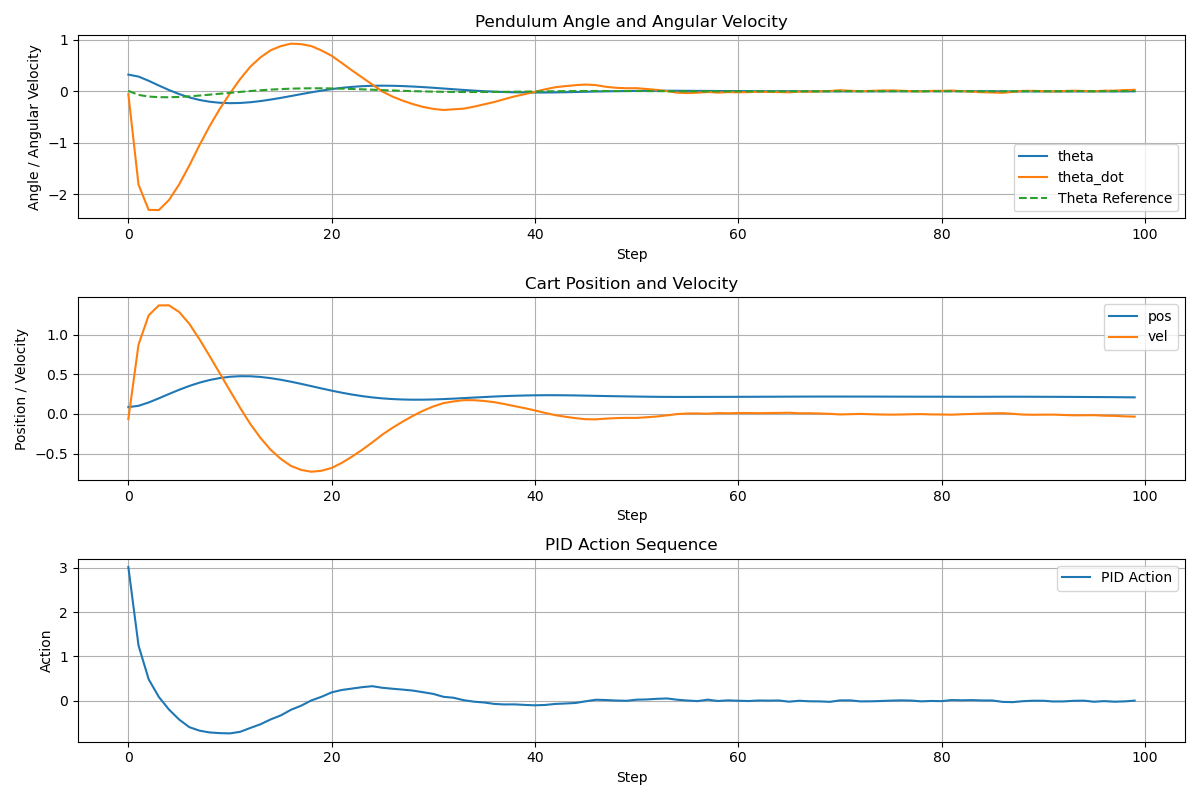 Pendulum Angle and Angular Velocity
Angle / Angular Velocity
1
0
−1
−2
theta
theta_dot
Theta Reference
0 20 40 60 80 100
Step
Cart Position and Velocity
Position / Velocity
1.0
0.5
0.0
−0.5
pos
vel
0 20 40 60 80 100
Step
PID Action Sequence
Action
3
2
1
0
PID Action
0 20 40 60 80 100
Step